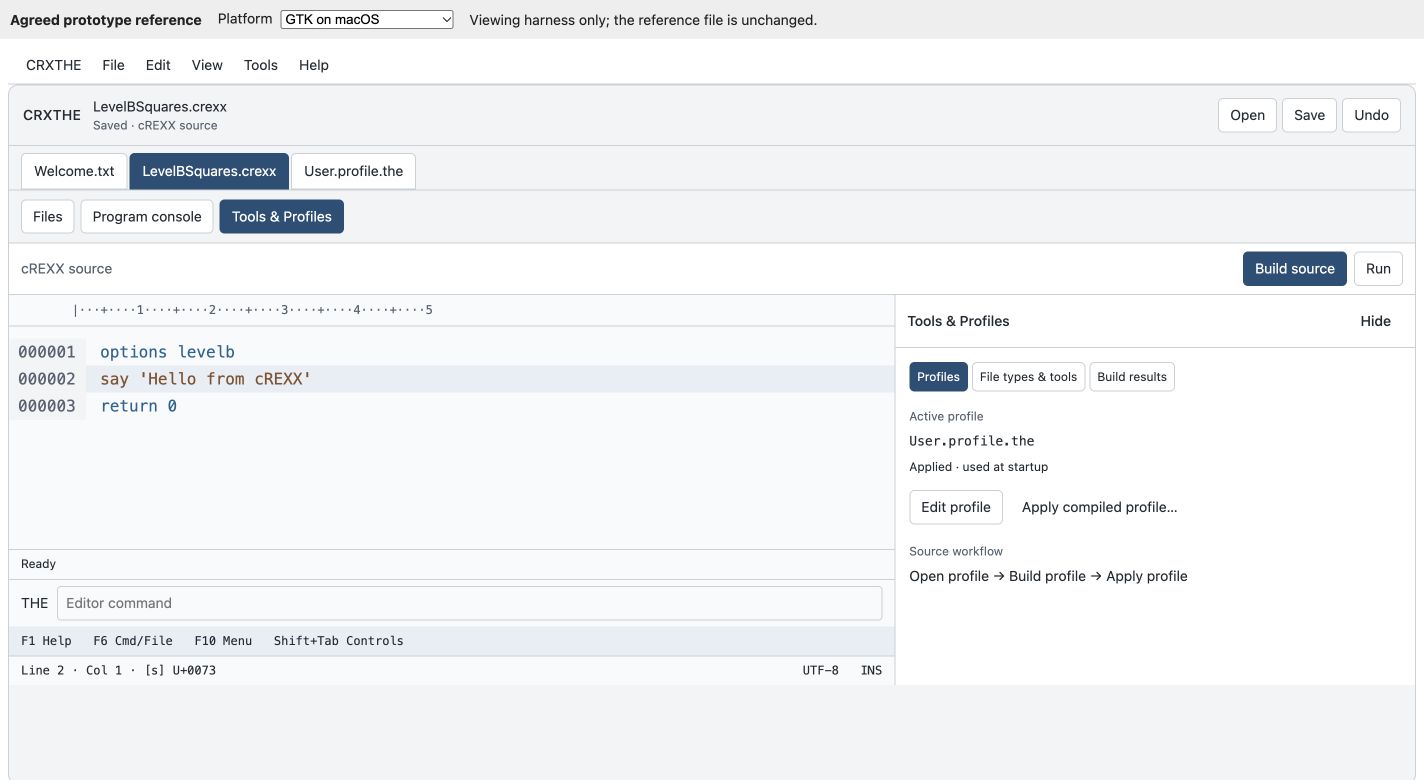 Agreed prototype reference Platform GTK on macOS Viewing harness only; the reference file is unchanged.
CRXTHE File Edit View Tools Help
CRXTHE
LevelBSquares.crexx
Saved · cREXX source
Open Save Undo
Welcome.txt LevelBSquares.crexx User.profile.the
Files Program console Tools & Profiles
cREXX source
Build source Run
|···+····1····+····2····+····3····+····4····+····5
000001 options levelb
000002 say 'Hello from cREXX'
000003 return 0
Ready
THE Editor command
F1 Help F6 Cmd/File F10 Menu Shift+Tab Controls
Line 2 · Col 1 · [s] U+0073 UTF-8 INS
Tools & Profiles Hide
Profiles File types & tools Build results
Active profile
User.profile.the
Applied · used at startup
Edit profile Apply compiled profile...
Source workflow
Open profile → Build profile → Apply profile